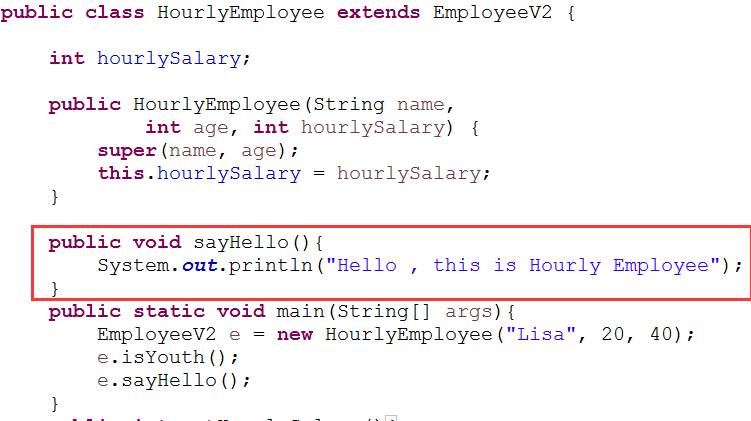 public class HourlyEmployee extends EmployeeV2 {
int hourlySalary;
public HourlyEmployee(String name,
int age, int hourlySalary) {
super(name, age);
this.hourlySalary = hourlySalary;
}
public void sayHello(){
System.out.println("Hello , this is Hourly Employee");
}
public static void main(String[] args){
EmployeeV2 e = new HourlyEmployee("Lisa", 20, 40);
e.isYouth();
e.sayHello();
}